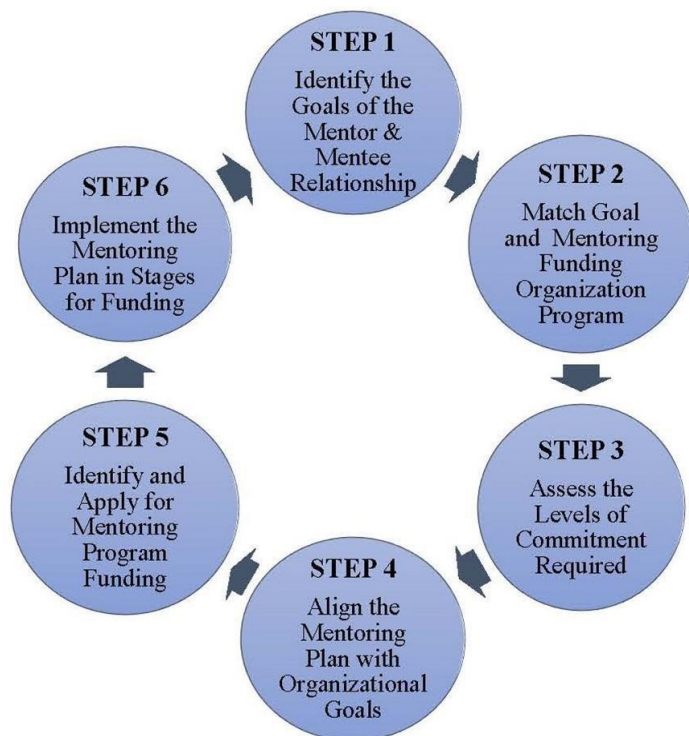 STEP 1
Identify the
Goals of the
Mentor &
Mentee
Relationship
STEP 2
Match Goal
and Mentoring
Funding
Organization
Program
STEP 3
Assess the
Levels of
Commitment
Required
STEP 4
Align the
Mentoring
Plan with
Organizational
Goals
STEP 5
Identify and
Apply for
Mentoring
Program
Funding
STEP 6
Implement the
Mentoring
Plan in Stages
for Funding